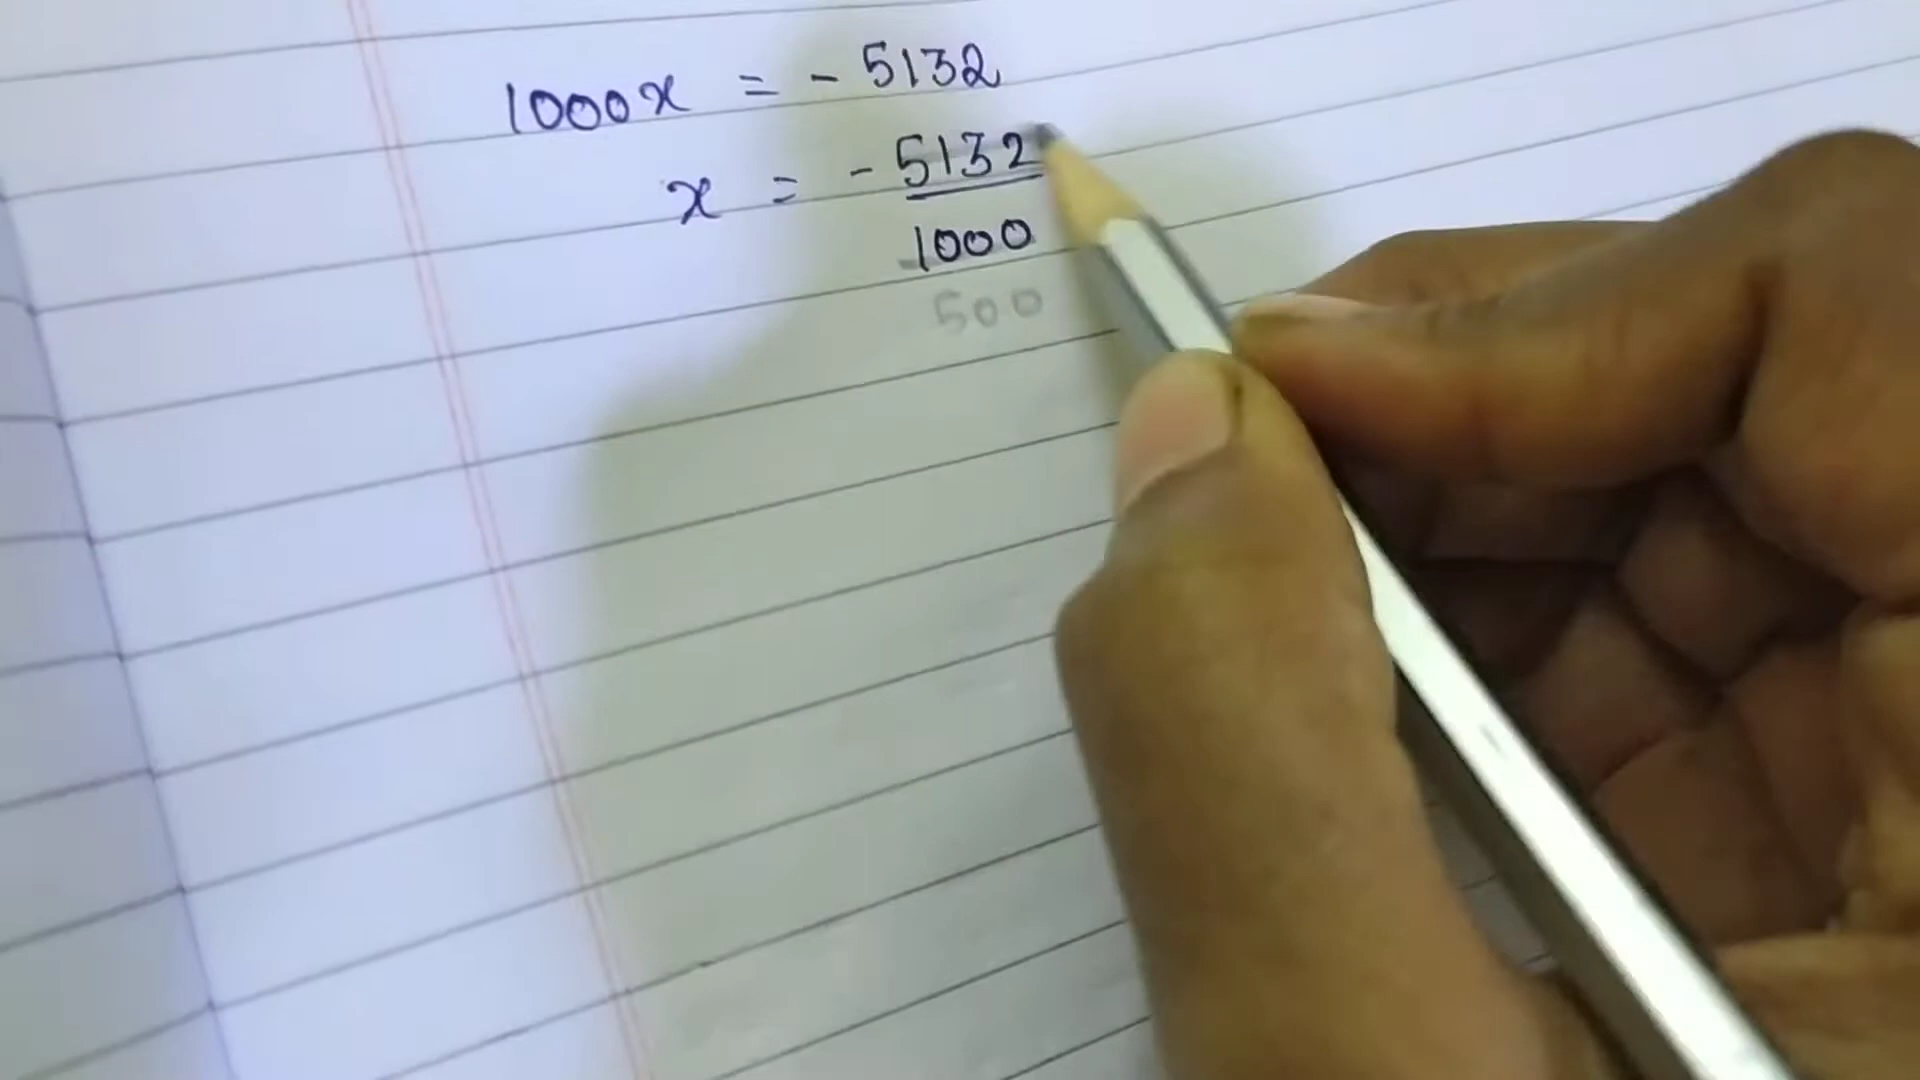 1000x = - 5132
x = - 5132
1000
500